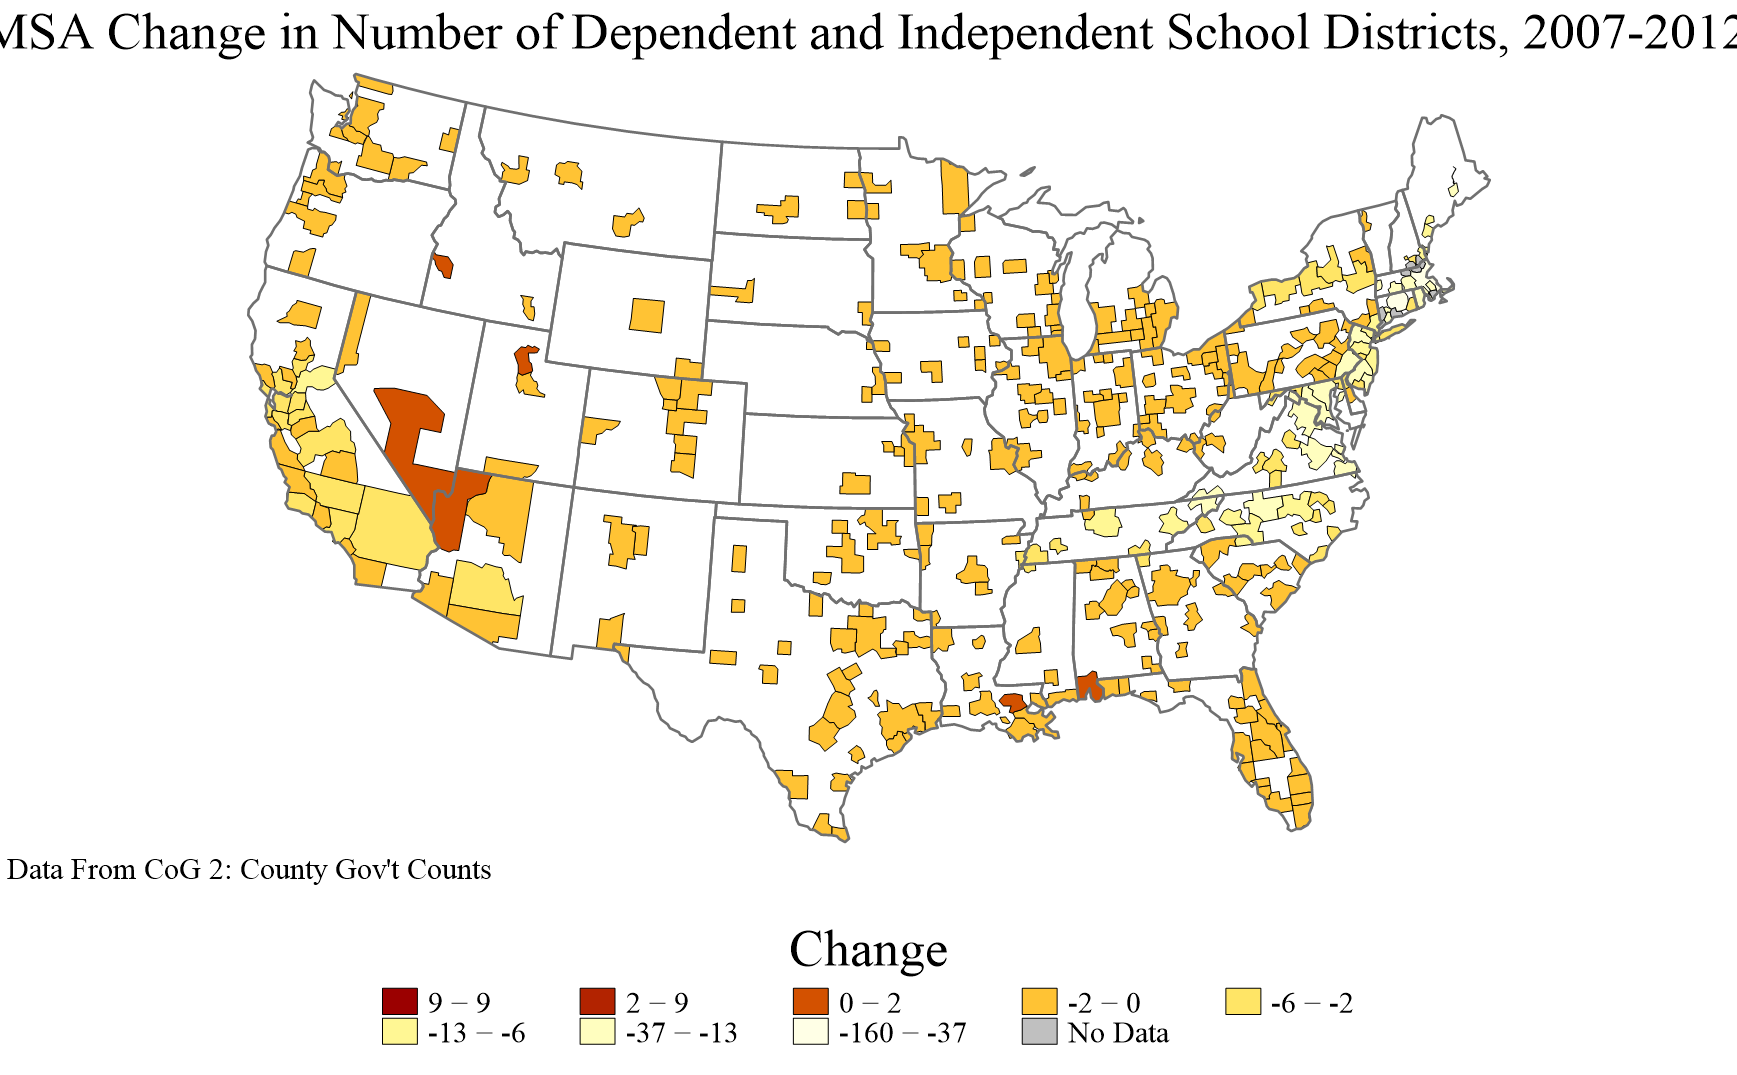 MSA Change in Number of Dependent and Independent School Districts, 2007-2012
Data From CoG 2: County Gov't Counts
Change
9 – 9 2 – 9 0 – 2 -2 – 0 -6 – -2
-13 – -6 -37 – -13 -160 – -37 No Data